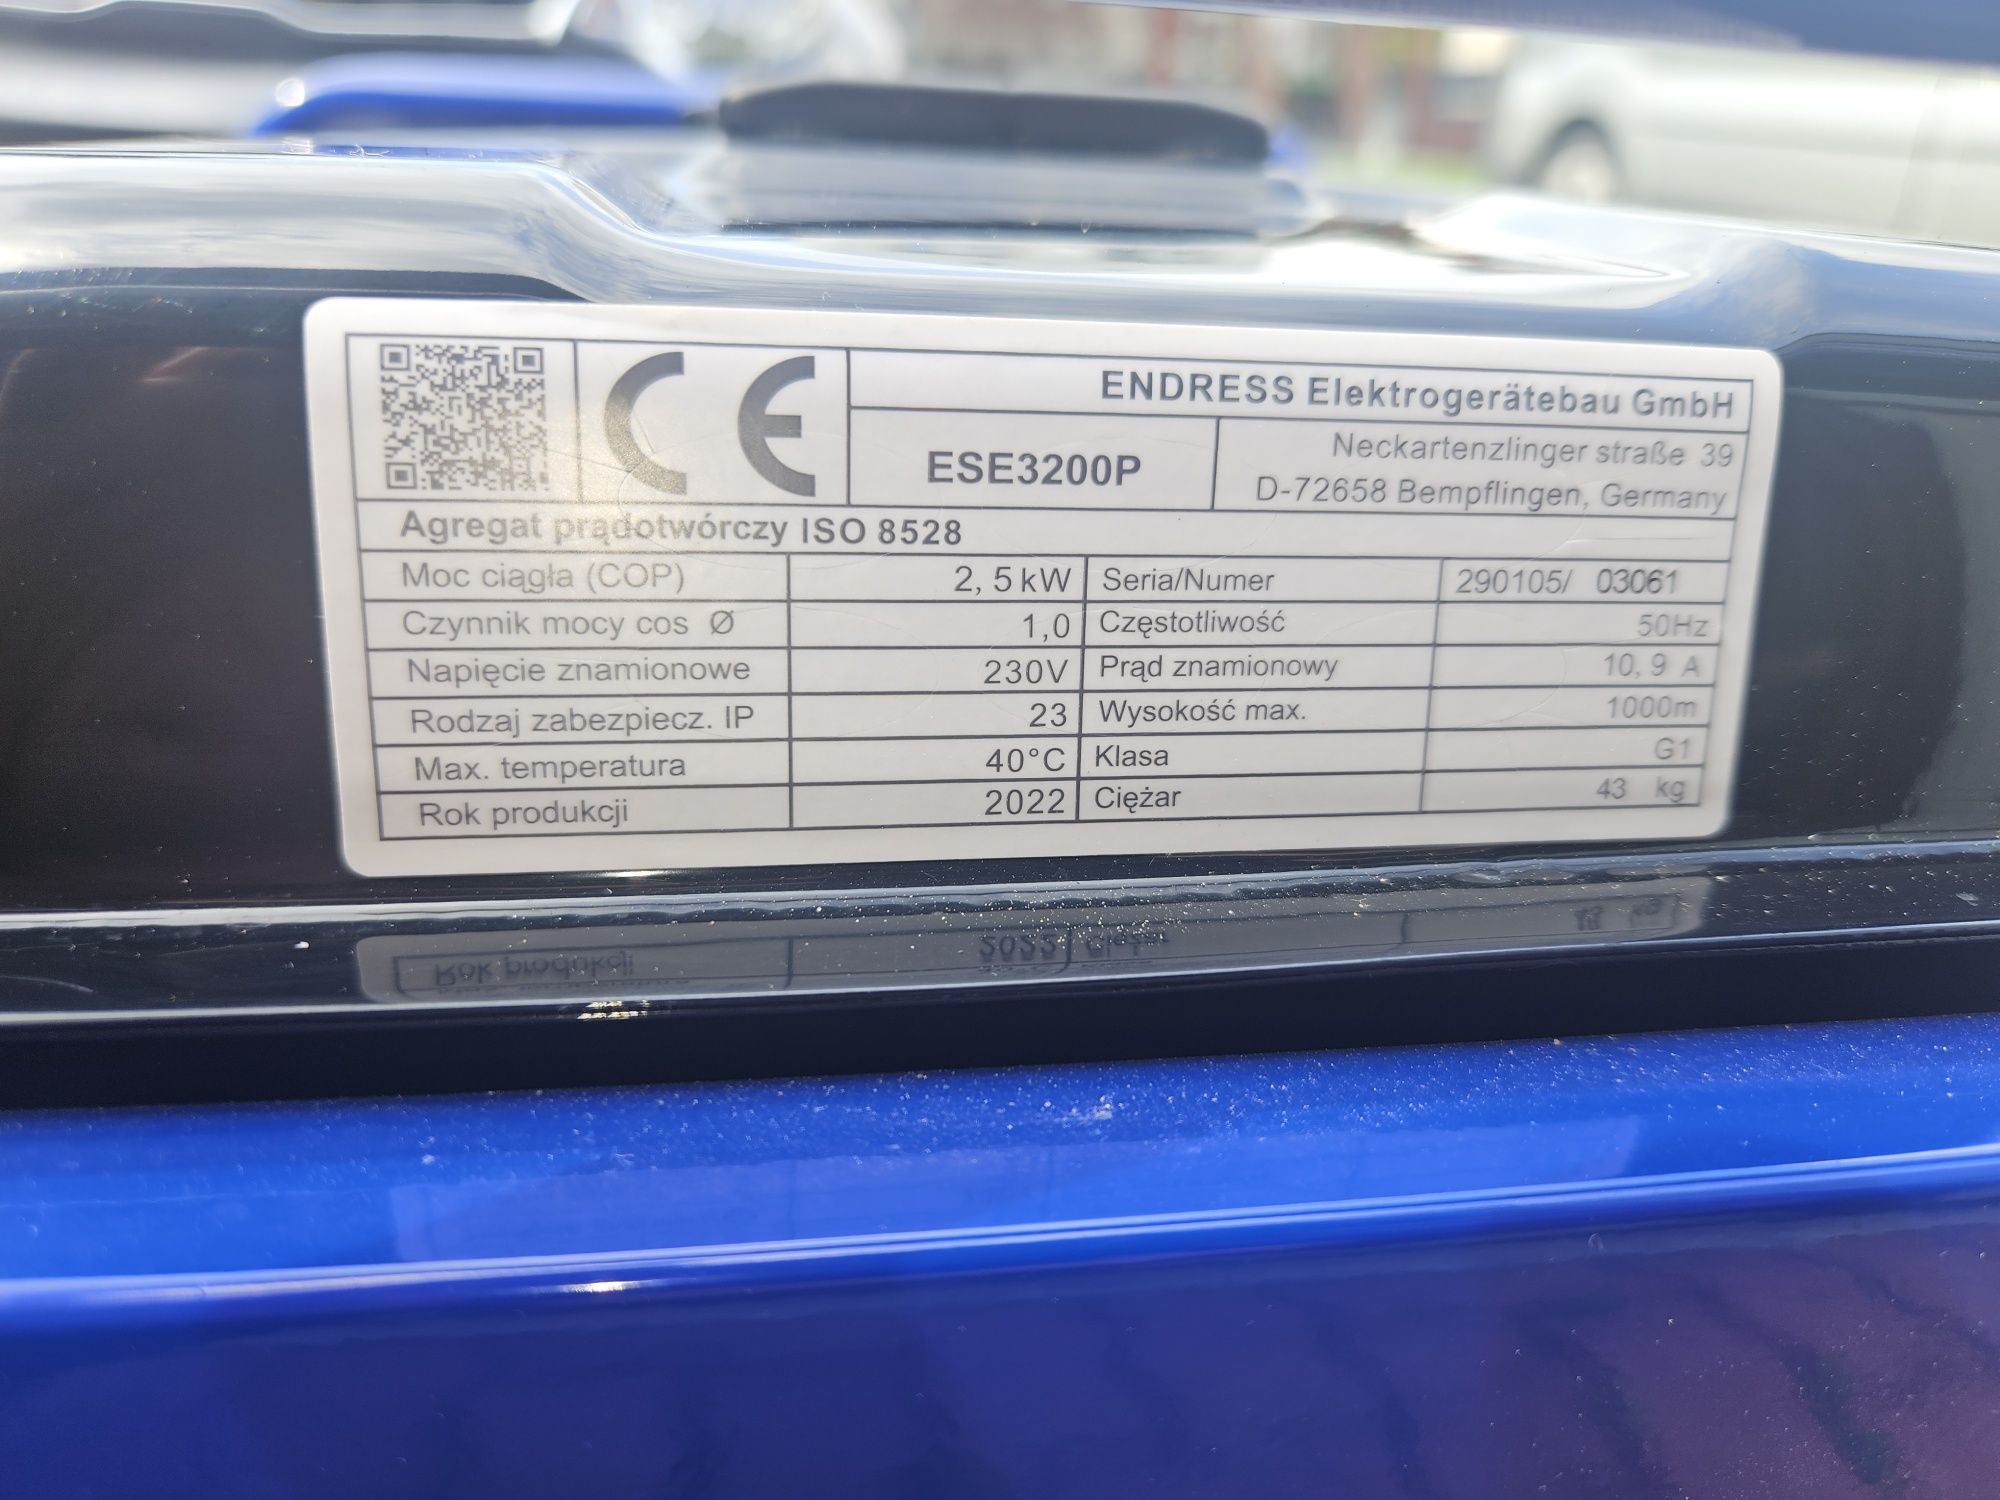 ENDRESS Elektrogerätebau GmbH
ESE3200P
Neckartenzlinger straße 39
D-72658 Bempflingen, Germany
Agregat prądotwórczy ISO 8528
Moc ciągła (COP) 2, 5 kW Seria/Numer 290105/ 03061
Czynnik mocy cos Ø 1,0 Częstotliwość 50Hz
Napięcie znamionowe 230V Prąd znamionowy 10, 9 A
Rodzaj zabezpiecz. IP 23 Wysokość max. 1000m
Max. temperatura 40°C Klasa G1
Rok produkcji 2022 Ciężar 43 kg